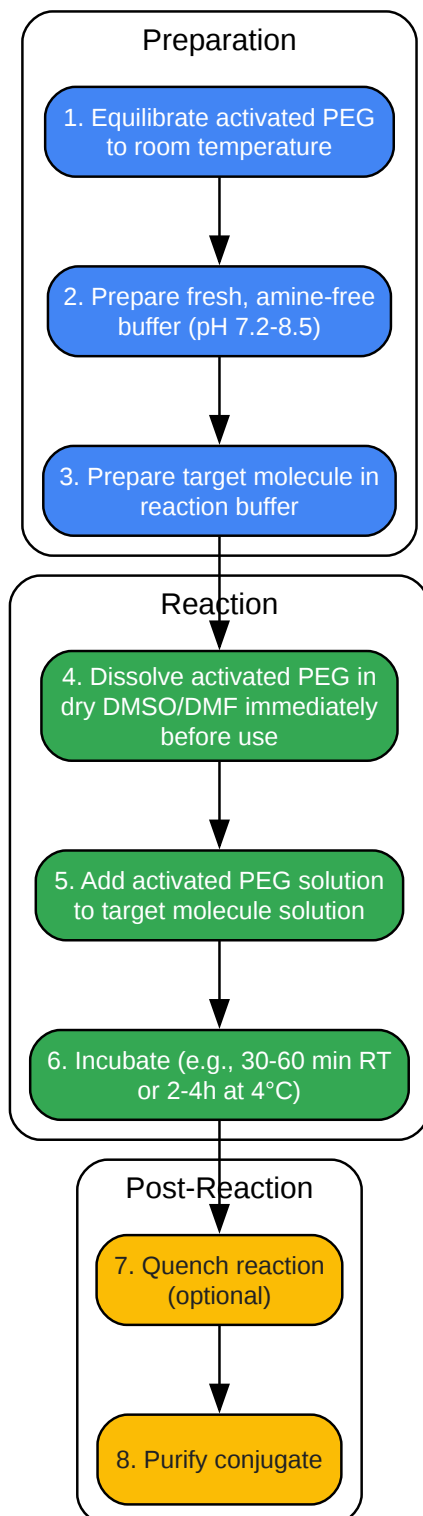 Preparation
1. Equilibrate activated PEG
to room temperature
2. Prepare fresh, amine-free
buffer (pH 7.2-8.5)
3. Prepare target molecule in
reaction buffer
Reaction
4. Dissolve activated PEG in
dry DMSO/DMF immediately
before use
5. Add activated PEG solution
to target molecule solution
6. Incubate (e.g., 30-60 min RT
or 2-4h at 4°C)
Post-Reaction
7. Quench reaction
(optional)
8. Purify conjugate